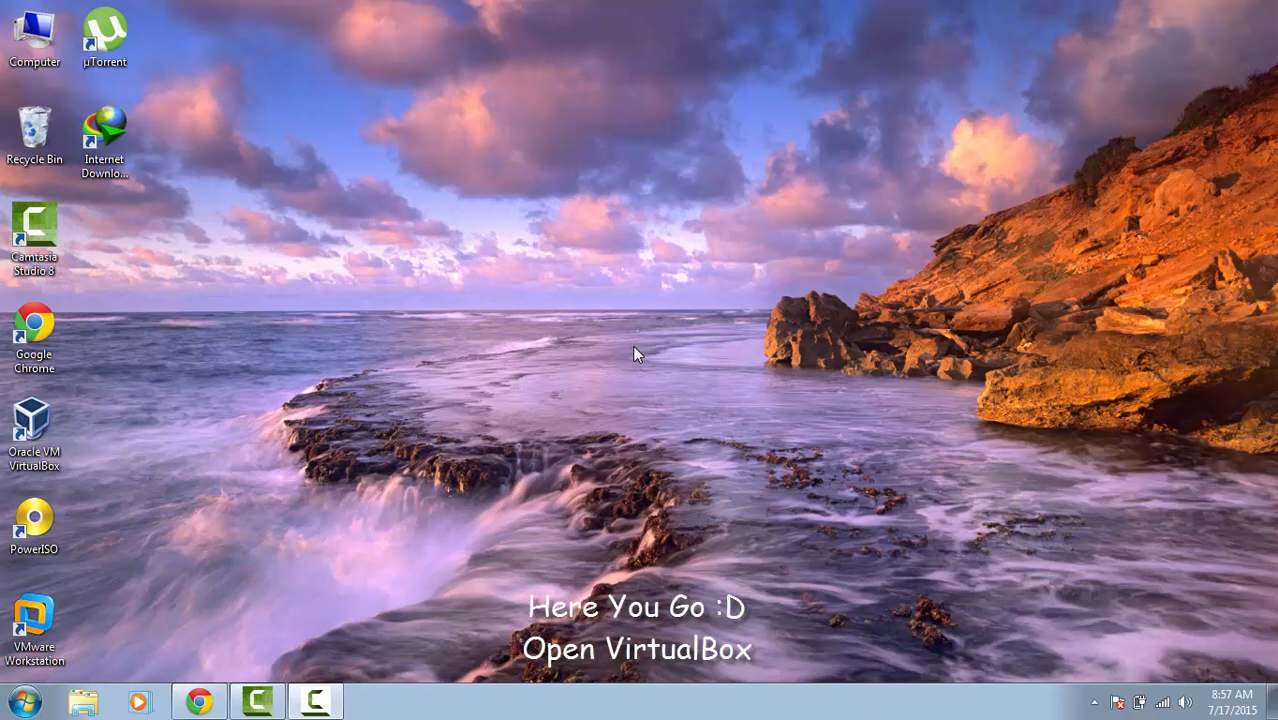 Computer
µTorrent
Recycle Bin
Internet
Downlo...
Camtasia
Studio 8
Google
Chrome
Oracle VM
VirtualBox
PowerISO
VMware
Workstation
Here You Go :D
Open VirtualBox
8:57 AM
7/17/2015